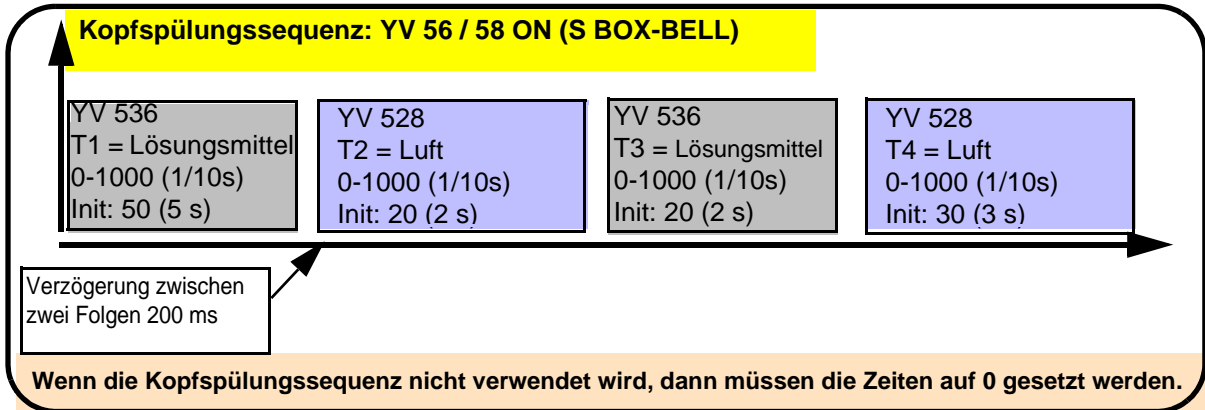 Kopfspülungssequenz: YV 56 / 58 ON (S BOX-BELL)
YV 536
T1 = Lösungsmittel
0-1000 (1/10s)
Init: 50 (5 s)
YV 528
T2 = Luft
0-1000 (1/10s)
Init: 20 (2 s)
YV 536
T3 = Lösungsmittel
0-1000 (1/10s)
Init: 20 (2 s)
YV 528
T4 = Luft
0-1000 (1/10s)
Init: 30 (3 s)
Verzögerung zwischen
zwei Folgen 200 ms
Wenn die Kopfspülungssequenz nicht verwendet wird, dann müssen die Zeiten auf 0 gesetzt werden.